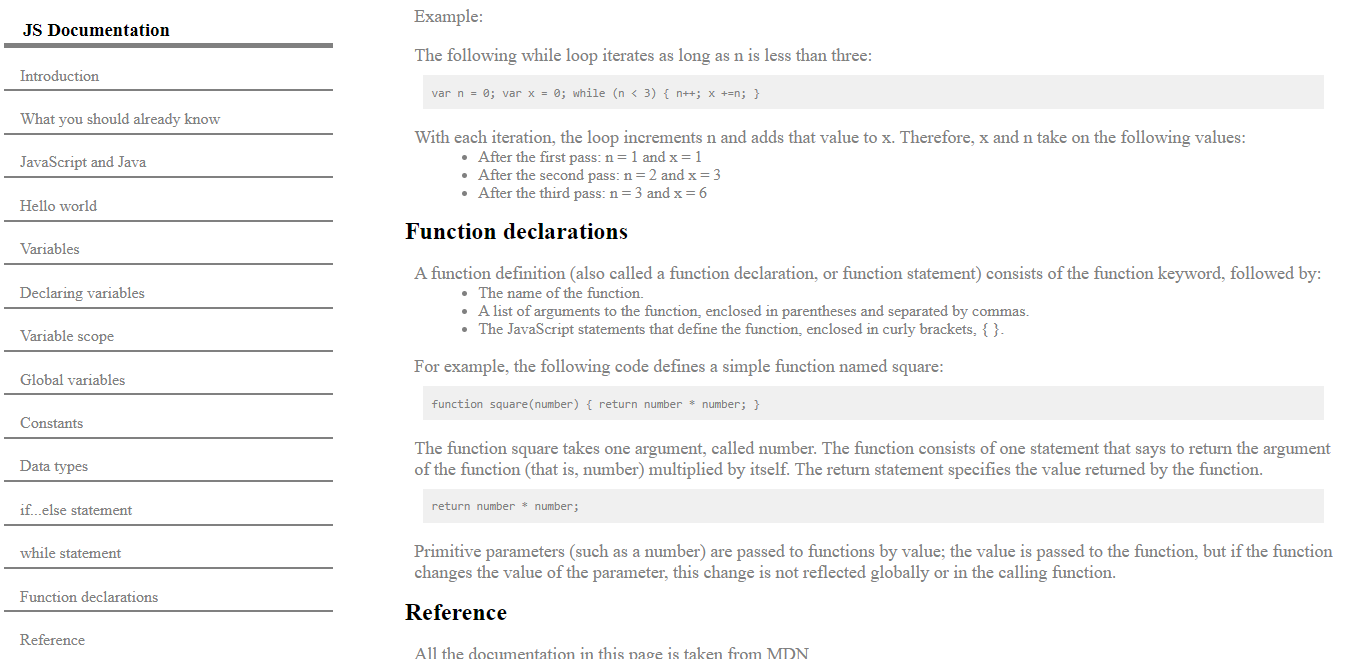 JS Documentation
Introduction
What you should already know
JavaScript and Java
Hello world
Variables
Declaring variables
Variable scope
Global variables
Constants
Data types
if...else statement
while statement
Function declarations
Reference
Example:
The following while loop iterates as long as n is less than three:
var n = 0; var x = 0; while (n < 3) { n++; x +=n; }
With each iteration, the loop increments n and adds that value to x. Therefore, x and n take on the following values:
• After the first pass: n = 1 and x = 1
• After the second pass: n = 2 and x = 3
• After the third pass: n = 3 and x = 6
Function declarations
A function definition (also called a function declaration, or function statement) consists of the function keyword, followed by:
• The name of the function.
• A list of arguments to the function, enclosed in parentheses and separated by commas.
• The JavaScript statements that define the function, enclosed in curly brackets, { }.
For example, the following code defines a simple function named square:
function square(number) { return number * number; }
The function square takes one argument, called number. The function consists of one statement that says to return the argument
of the function (that is, number) multiplied by itself. The return statement specifies the value returned by the function.
return number * number;
Primitive parameters (such as a number) are passed to functions by value; the value is passed to the function, but if the function
changes the value of the parameter, this change is not reflected globally or in the calling function.
Reference
All the documentation in this page is taken from MDN